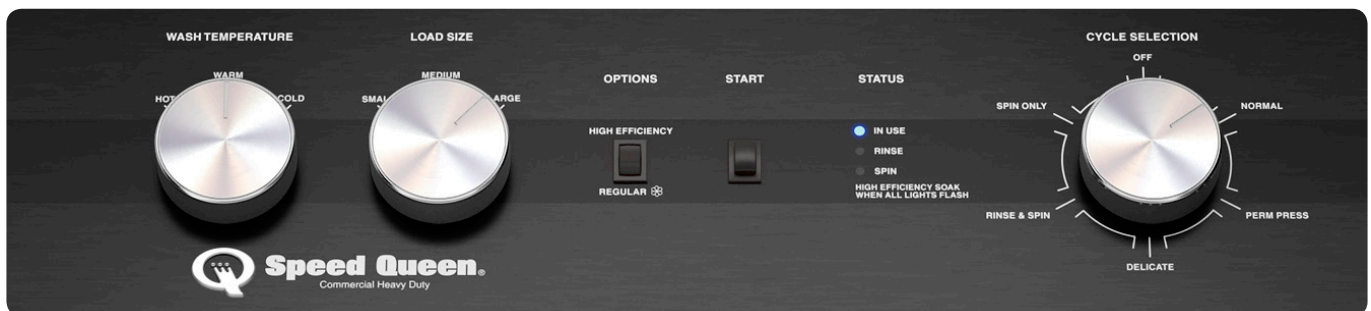 WASH TEMPERATURE
HOT
WARM
COLD
LOAD SIZE
MEDIUM
OPTIONS
HIGH EFFICIENCY
REGULAR
START
STATUS
IN USE
RINSE
SPIN
HIGH EFFICIENCY SOAK
WHEN ALL LIGHTS FLASH
CYCLE SELECTION
OFF
SPIN ONLY
NORMAL
RINSE & SPIN
PERM PRESS
DELICATE
Speed Queen®
Commercial Heavy Duty